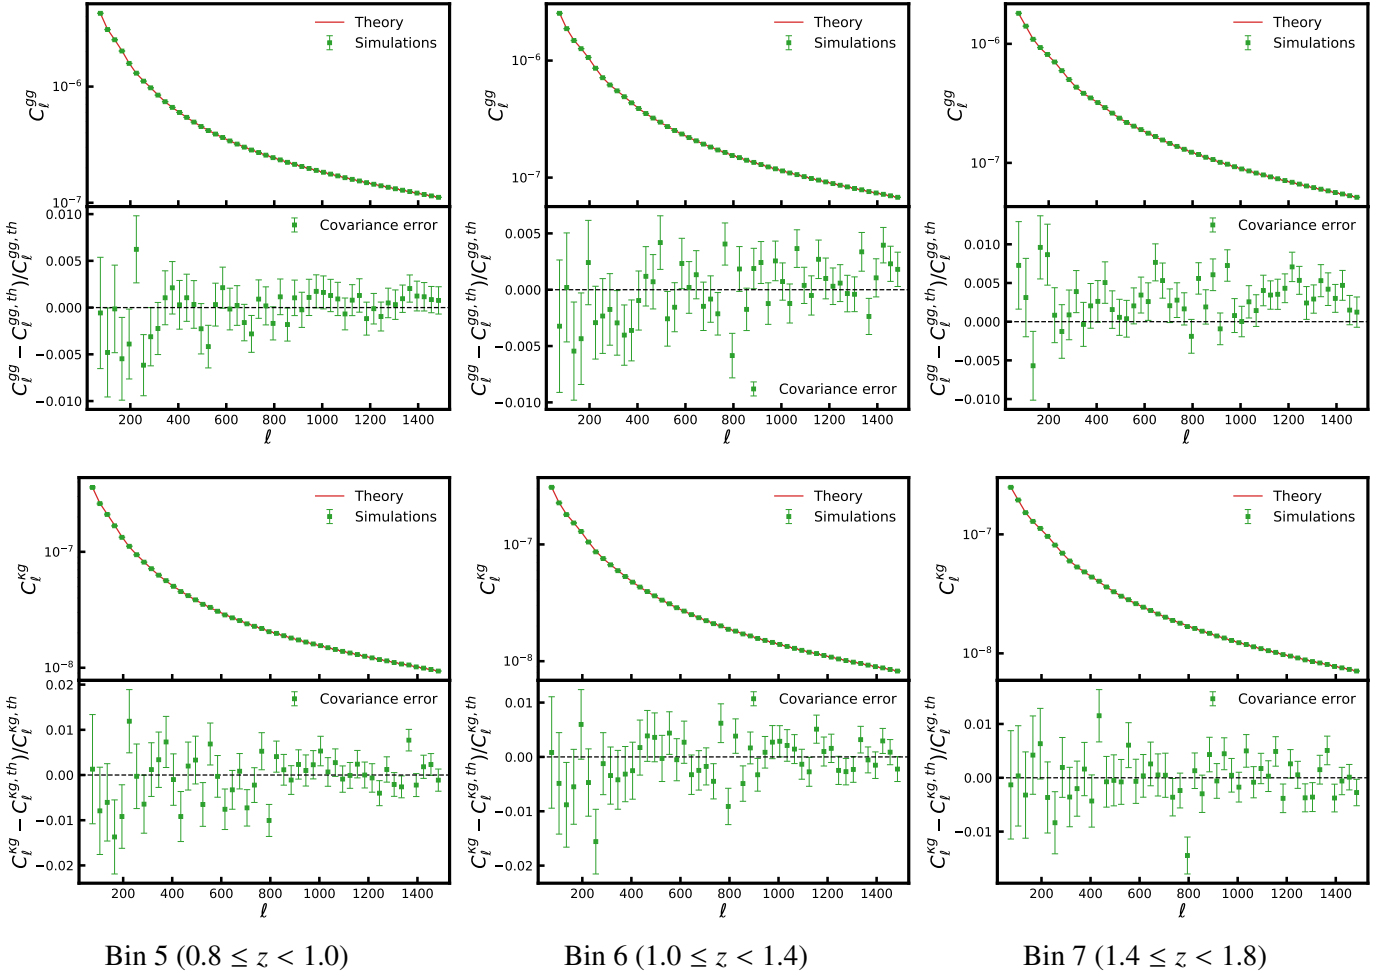 Theory
Simulations
10⁻⁶
10⁻⁷
C_ℓ^{gg}
Covariance error
0.010
0.005
0.000
−0.005
−0.010
(C_ℓ^{gg} − C_ℓ^{gg, th})/C_ℓ^{gg, th}
200 400 600 800 1000 1200 1400
ℓ
Theory
Simulations
10⁻⁶
10⁻⁷
C_ℓ^{gg}
0.005
0.000
−0.005
−0.010
(C_ℓ^{gg} − C_ℓ^{gg, th})/C_ℓ^{gg, th}
Covariance error
200 400 600 800 1000 1200 1400
ℓ
Theory
Simulations
10⁻⁶
10⁻⁷
C_ℓ^{gg}
Covariance error
0.010
0.005
0.000
−0.005
−0.010
(C_ℓ^{gg} − C_ℓ^{gg, th})/C_ℓ^{gg, th}
200 400 600 800 1000 1200 1400
ℓ
Theory
Simulations
10⁻⁷
10⁻⁸
C_ℓ^{κg}
Covariance error
0.02
0.01
0.00
−0.01
−0.02
(C_ℓ^{κg} − C_ℓ^{κg, th})/C_ℓ^{κg, th}
200 400 600 800 1000 1200 1400
ℓ
Theory
Simulations
10⁻⁷
10⁻⁸
C_ℓ^{κg}
Covariance error
0.01
0.00
−0.01
−0.02
(C_ℓ^{κg} − C_ℓ^{κg, th})/C_ℓ^{κg, th}
200 400 600 800 1000 1200 1400
ℓ
Theory
Simulations
10⁻⁷
10⁻⁸
C_ℓ^{κg}
Covariance error
0.01
0.00
−0.01
(C_ℓ^{κg} − C_ℓ^{κg, th})/C_ℓ^{κg, th}
200 400 600 800 1000 1200 1400
ℓ
Bin 5 (0.8 ≤ z < 1.0)
Bin 6 (1.0 ≤ z < 1.4)
Bin 7 (1.4 ≤ z < 1.8)